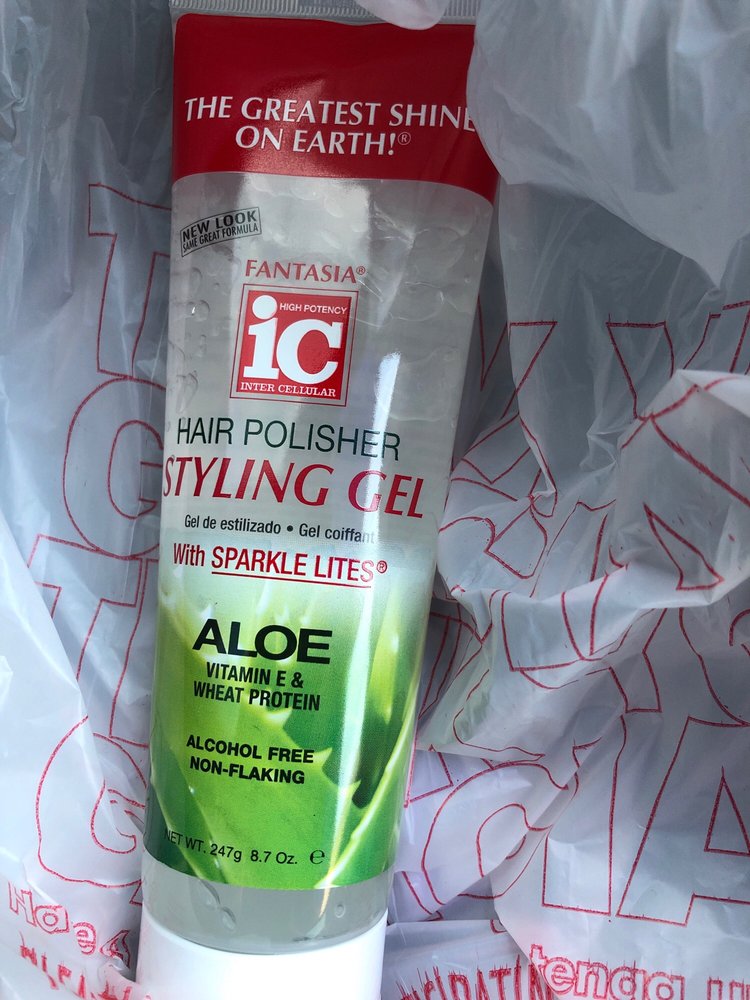 THE GREATEST SHINE
ON EARTH!®
NEW LOOK
SAME GREAT FORMULA
FANTASIA®
HIGH POTENCY
iC
INTER CELLULAR
HAIR POLISHER
STYLING GEL
Gel de estilizado • Gel coiffant
With SPARKLE LITES®
ALOE
VITAMIN E &
WHEAT PROTEIN
ALCOHOL FREE
NON-FLAKING
NET WT. 247g 8.7 Oz. e